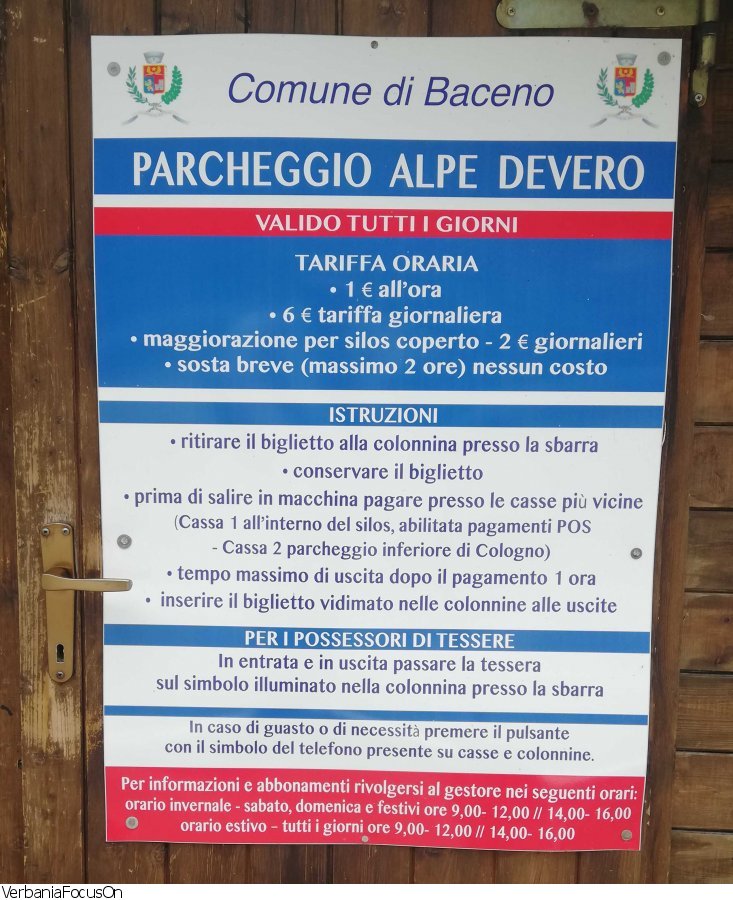 Comune di Baceno
PARCHEGGIO ALPE DEVERO
VALIDO TUTTI I GIORNI
TARIFFA ORARIA
• 1 € all'ora
• 6 € tariffa giornaliera
• maggiorazione per silos coperto - 2 € giornalieri
• sosta breve (massimo 2 ore) nessun costo
ISTRUZIONI
• ritirare il biglietto alla colonnina presso la sbarra
• conservare il biglietto
• prima di salire in macchina pagare presso le casse più vicine
(Cassa 1 all'interno del silos, abilitata pagamenti POS
- Cassa 2 parcheggio inferiore di Cologno)
• tempo massimo di uscita dopo il pagamento 1 ora
• inserire il biglietto vidimato nelle colonnine alle uscite
PER I POSSESSORI DI TESSERE
In entrata e in uscita passare la tessera
sul simbolo illuminato nella colonnina presso la sbarra
In caso di guasto o di necessità premere il pulsante
con il simbolo del telefono presente su casse e colonnine.
Per informazioni e abbonamenti rivolgersi al gestore nei seguenti orari:
orario invernale - sabato, domenica e festivi ore 9,00- 12,00 // 14,00- 16,00
orario estivo – tutti i giorni ore 9,00- 12,00 // 14,00- 16,00
VerbaniaFocusOn